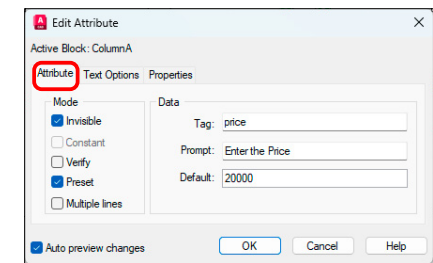 Edit Attribute
Active Block: ColumnA
Attribute Text Options Properties
Mode
Invisible
Constant
Verify
Preset
Multiple lines
Data
Tag: price
Prompt: Enter the Price
Default: 20000
Auto preview changes OK Cancel Help